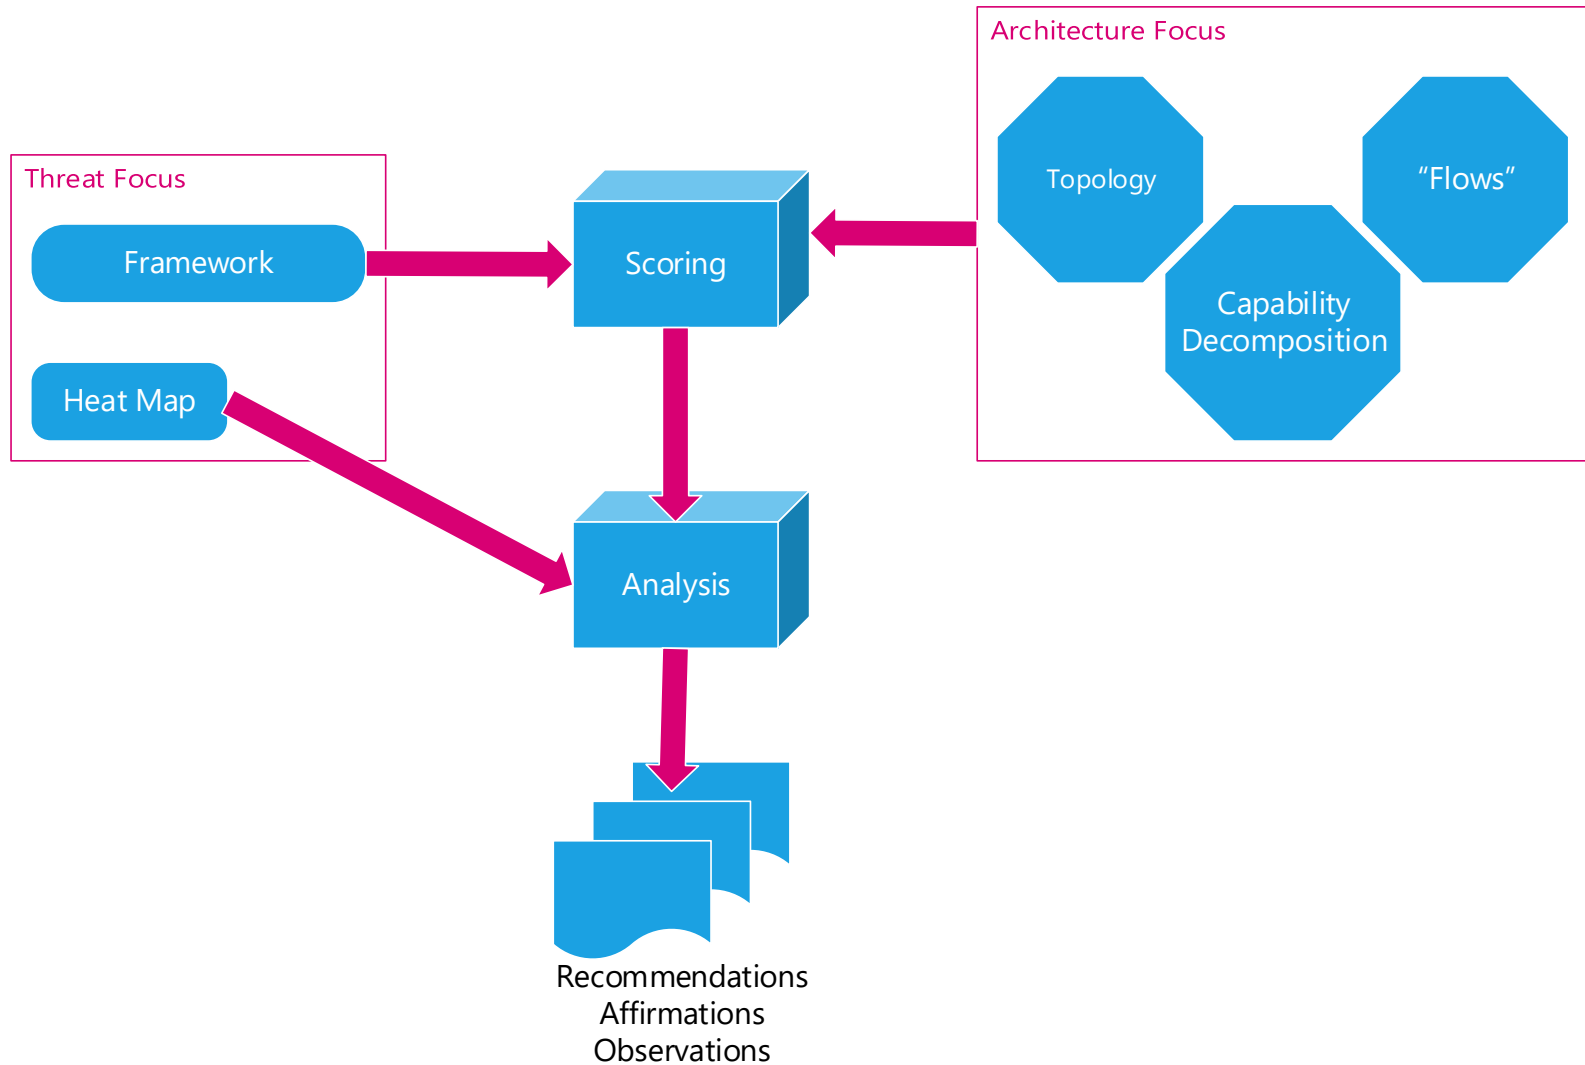 Architecture Focus
Topology
“Flows”
Capability
Decomposition
Threat Focus
Framework
Heat Map
Scoring
Analysis
Recommendations
Affirmations
Observations